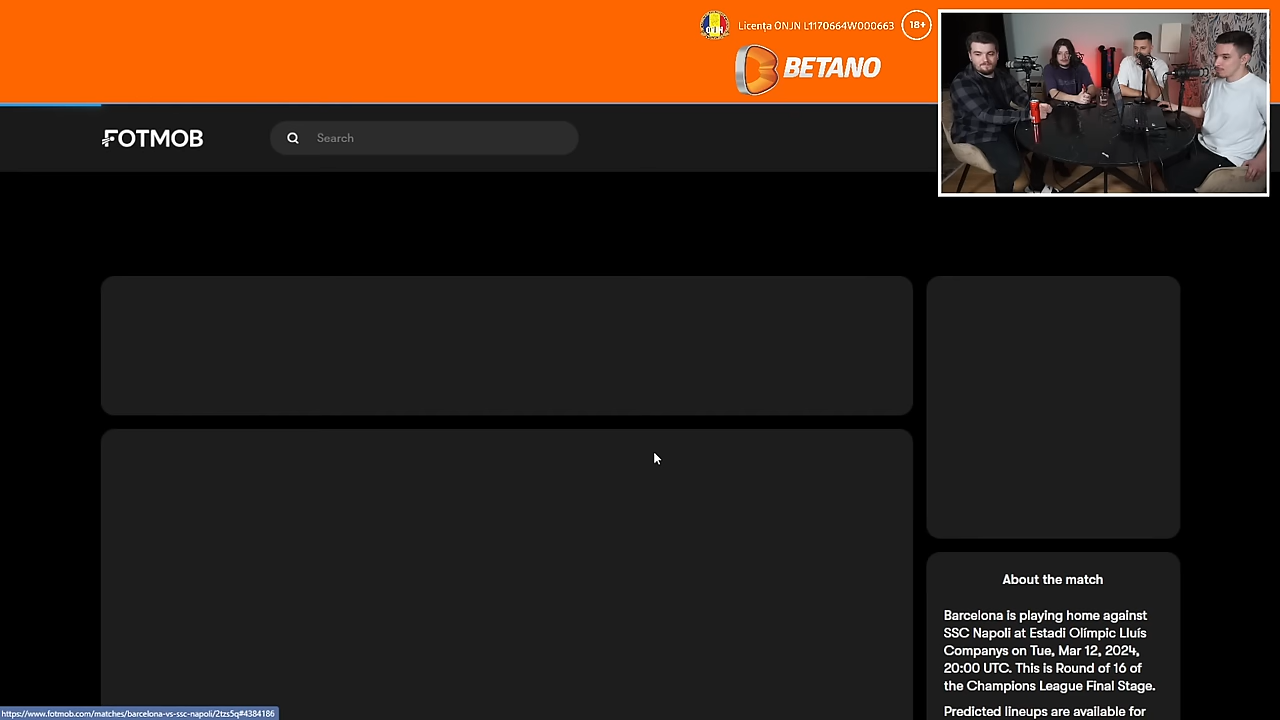 Licența ONJN L1170664W000663
18+
BETANO
FOTMOB
Search
About the match
Barcelona is playing home against
SSC Napoli at Estadi Olímpic Lluís
Companys on Tue, Mar 12, 2024,
20:00 UTC. This is Round of 16 of
the Champions League Final Stage.
Predicted lineups are available for
https://www.fotmob.com/matches/barcelona-vs-ssc-napoli/2tzs5q#4384186